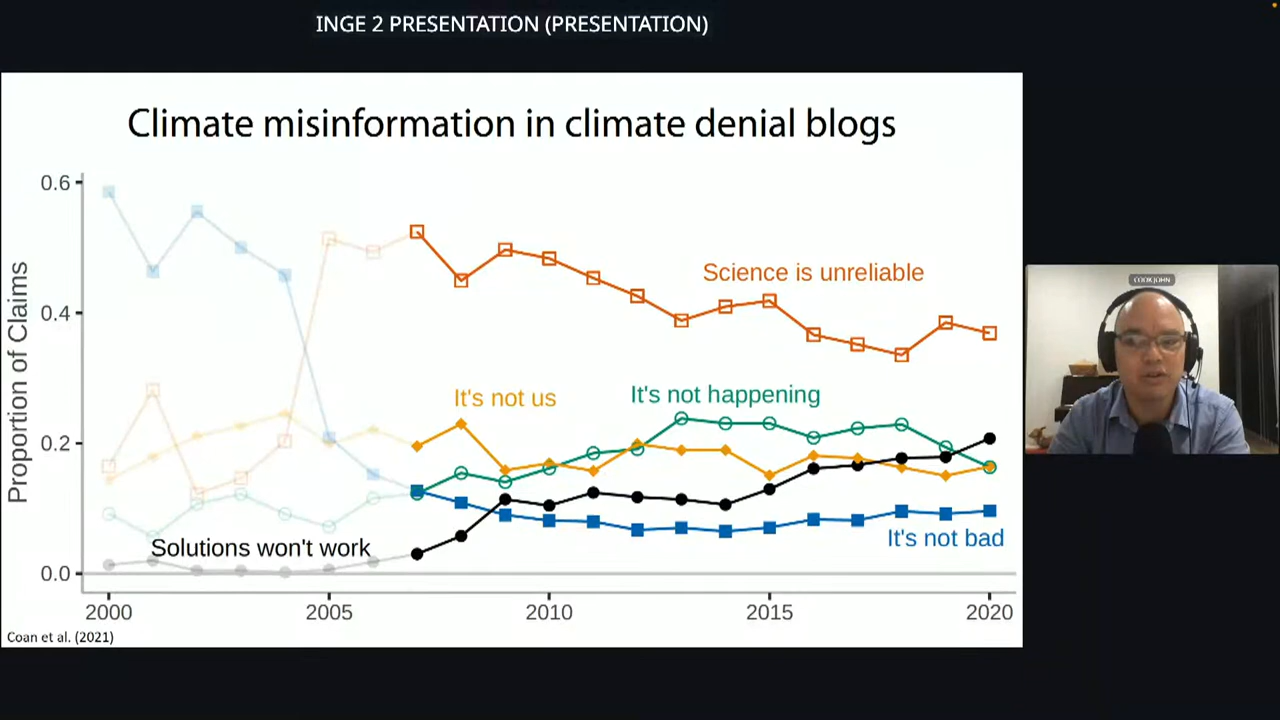 INGE 2 PRESENTATION (PRESENTATION)
Climate misinformation in climate denial blogs
0.6
0.4
0.2
0.0
Proportion of Claims
Science is unreliable
It's not us
It's not happening
Solutions won't work
It's not bad
2000
2005
2010
2015
2020
Coan et al. (2021)
COOK JOHN